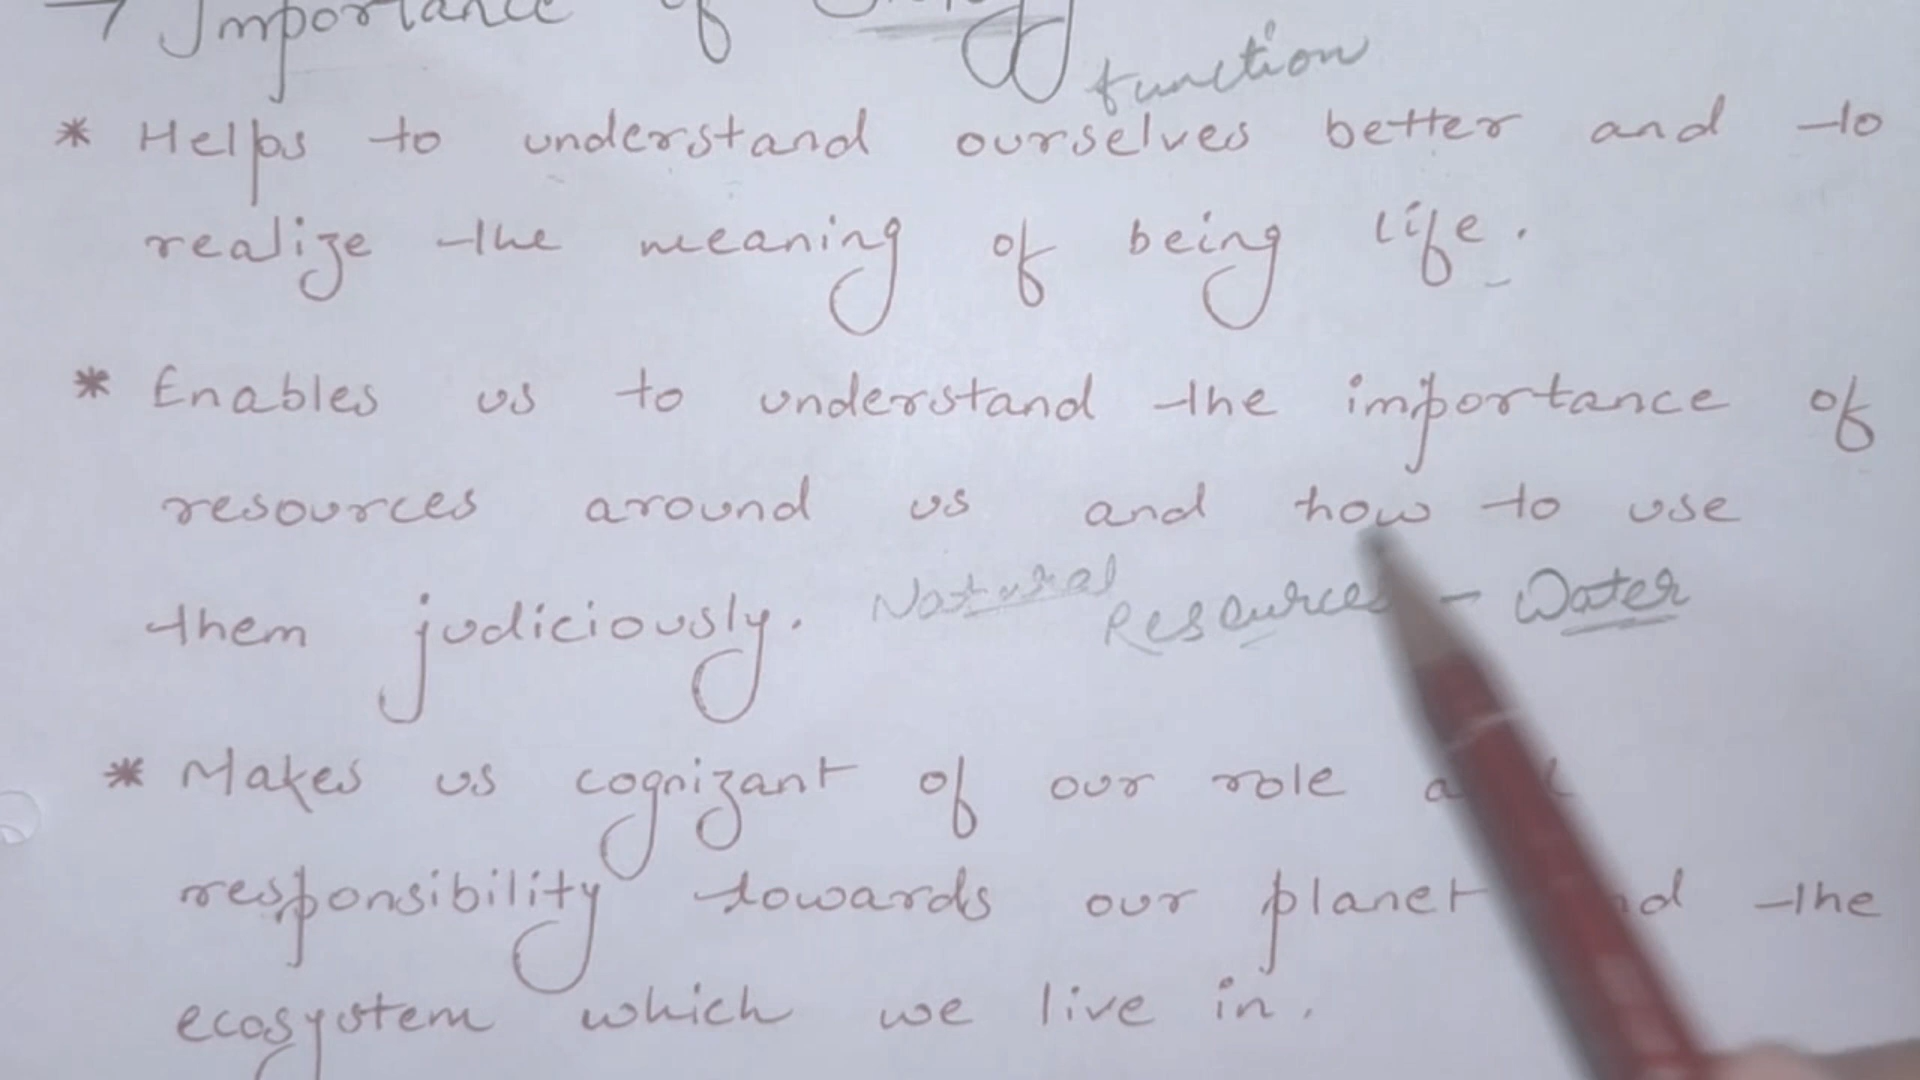 → Importance of
function
* Helps to understand ourselves better and to
realize the meaning of being life.
* Enables us to understand the importance of
resources around us and how to use
them judiciously. Natural Resources - Water
* Makes us cognizant of our role
responsibility towards our planet and the
ecosystem which we live in.